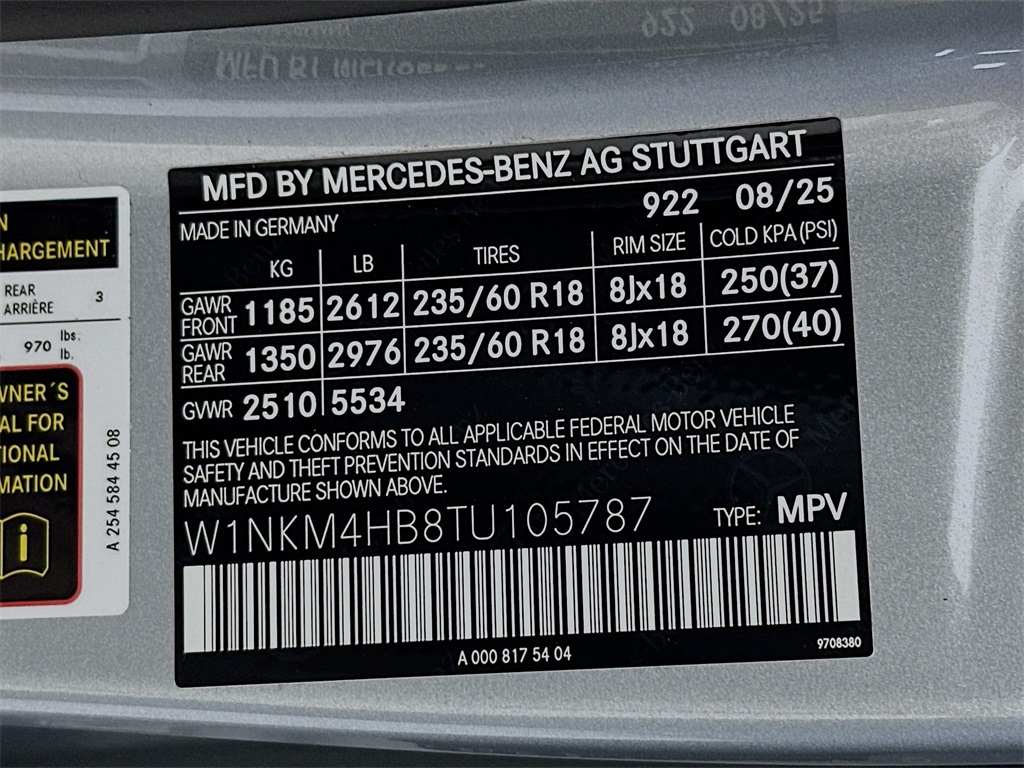 MFD BY MERCEDES-BENZ AG STUTTGART
922 08/25
MADE IN GERMANY
KG LB TIRES RIM SIZE COLD KPA(PSI)
GAWR FRONT 1185 2612 235/60 R18 8Jx18 250(37)
GAWR REAR 1350 2976 235/60 R18 8Jx18 270(40)
GVWR 2510 5534
THIS VEHICLE CONFORMS TO ALL APPLICABLE FEDERAL MOTOR VEHICLE
SAFETY AND THEFT PREVENTION STANDARDS IN EFFECT ON THE DATE OF
MANUFACTURE SHOWN ABOVE.
W1NKM4HB8TU105787 TYPE: MPV
A 000 817 54 04
9708380
HARGEMENT
REAR 3
ARRIÈRE
970 lbs.
lb.
WNER´S
AL FOR
IONAL
MATION
i
A 254 584 45 08